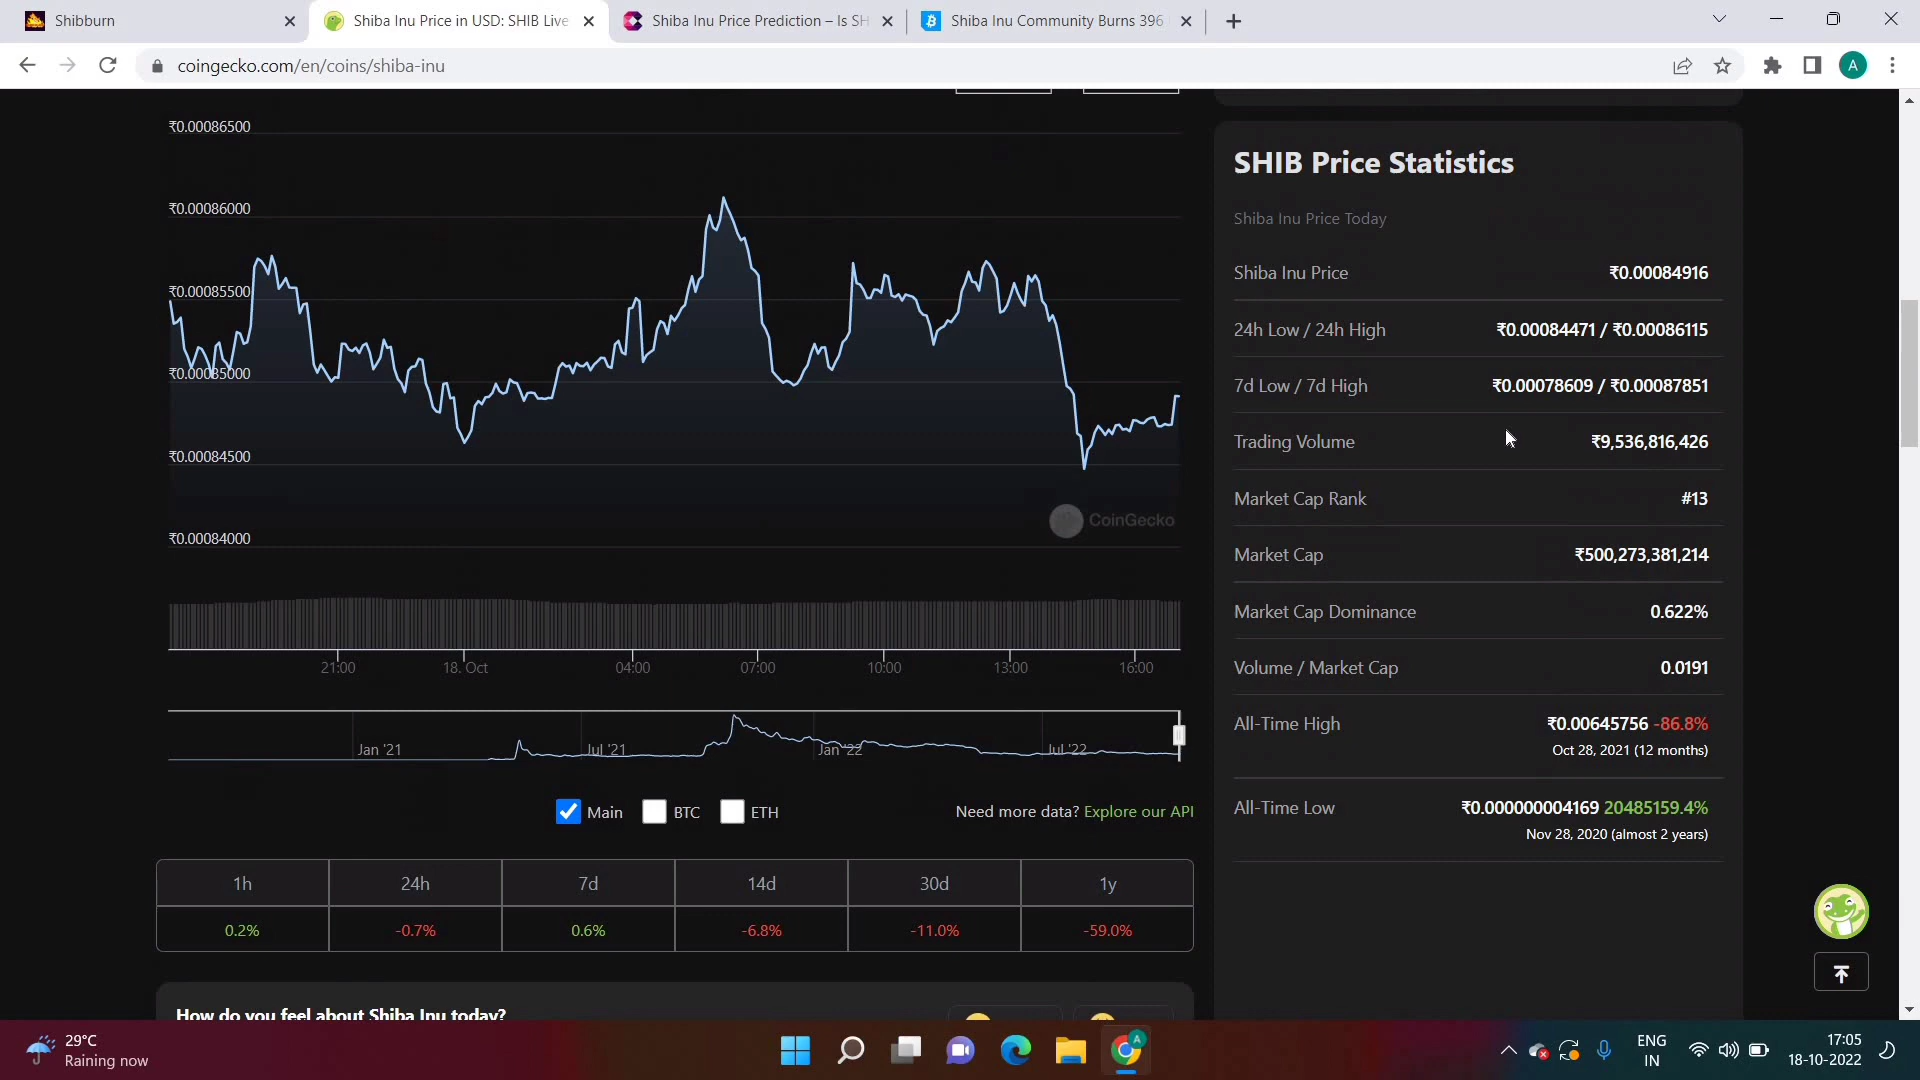 Shibburn
Shiba Inu Price in USD: SHIB Live
Shiba Inu Price Prediction – Is SH
Shiba Inu Community Burns 396
coingecko.com/en/coins/shiba-inu
A
₹0.00086500
₹0.00086000
₹0.00085500
₹0.00085000
₹0.00084500
₹0.00084000
CoinGecko
21:00 18. Oct 04:00 07:00 10:00 13:00 16:00
Jan '21 Jul '21 Jan '22 Jul '22
Main BTC ETH
Need more data? Explore our API
1h 24h 7d 14d 30d 1y
0.2% -0.7% 0.6% -6.8% -11.0% -59.0%
How do you feel about Shiba Inu today?
SHIB Price Statistics
Shiba Inu Price Today
Shiba Inu Price ₹0.00084916
24h Low / 24h High ₹0.00084471 / ₹0.00086115
7d Low / 7d High ₹0.00078609 / ₹0.00087851
Trading Volume ₹9,536,816,426
Market Cap Rank #13
Market Cap ₹500,273,381,214
Market Cap Dominance 0.622%
Volume / Market Cap 0.0191
All-Time High ₹0.00645756 -86.8%
Oct 28, 2021 (12 months)
All-Time Low ₹0.000000004169 20485159.4%
Nov 28, 2020 (almost 2 years)
29°C
Raining now
A
ENG
IN
17:05
18-10-2022